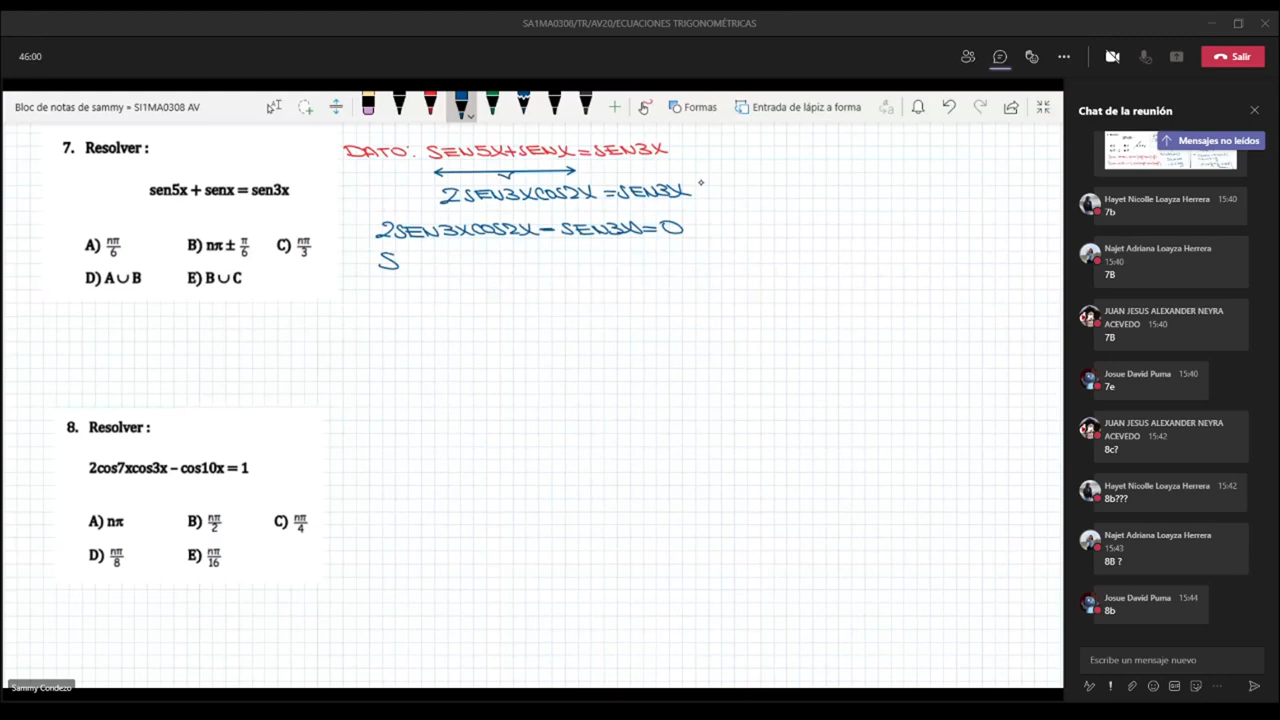 SA1MA0308/TR/AV20/ECUACIONES TRIGONOMÉTRICAS
46:00
Salir
Bloc de notas de sammy » SI1MA0308 AV
Formas
Entrada de lápiz a forma
7. Resolver :
sen5x + senx = sen3x
A) nπ/6 B) nπ ± π/6 C) nπ/3
D) A ∪ B E) B ∪ C
DATO: SEN5X+SENX=SEN3X
2SEN3XCOS2X=SEN3X
2SEN3XCOS2X-SEN3X=0
S
8. Resolver :
2cos7xcos3x – cos10x = 1
A) nπ B) nπ/2 C) nπ/4
D) nπ/8 E) nπ/16
Sammy Condezo
Chat de la reunión
Mensajes no leídos
Hayet Nicolle Loayza Herrera 15:40
7b
Najet Adriana Loayza Herrera
15:40
7B
JUAN JESUS ALEXANDER NEYRA
ACEVEDO 15:40
7B
Josue David Puma 15:40
7e
JUAN JESUS ALEXANDER NEYRA
ACEVEDO 15:42
8c?
Hayet Nicolle Loayza Herrera 15:42
8b???
Najet Adriana Loayza Herrera
15:43
8B ?
Josue David Puma 15:44
8b
Escribe un mensaje nuevo